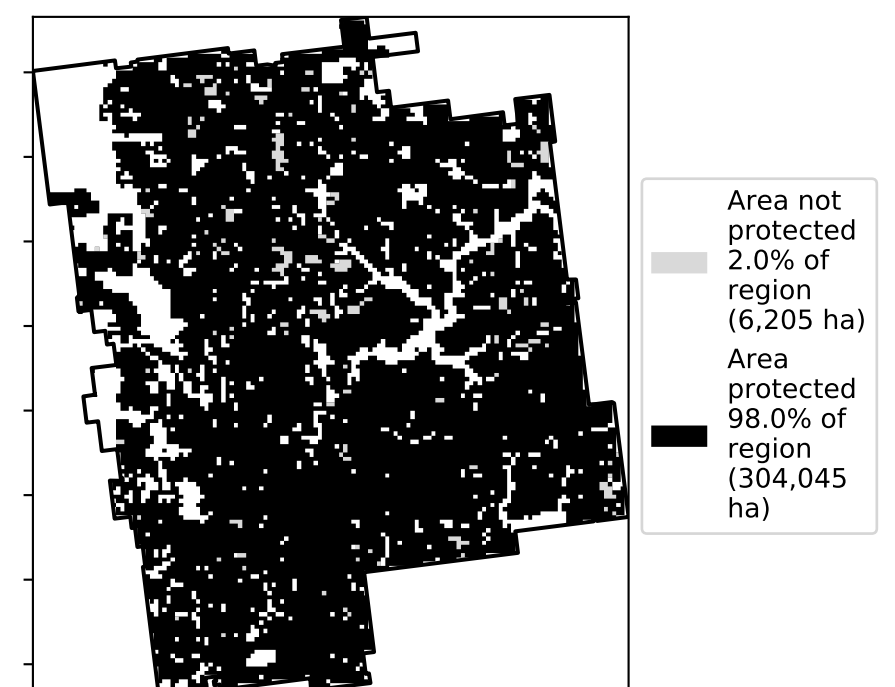 Area not
protected
2.0% of
region
(6,205 ha)
Area
protected
98.0% of
region
(304,045
ha)